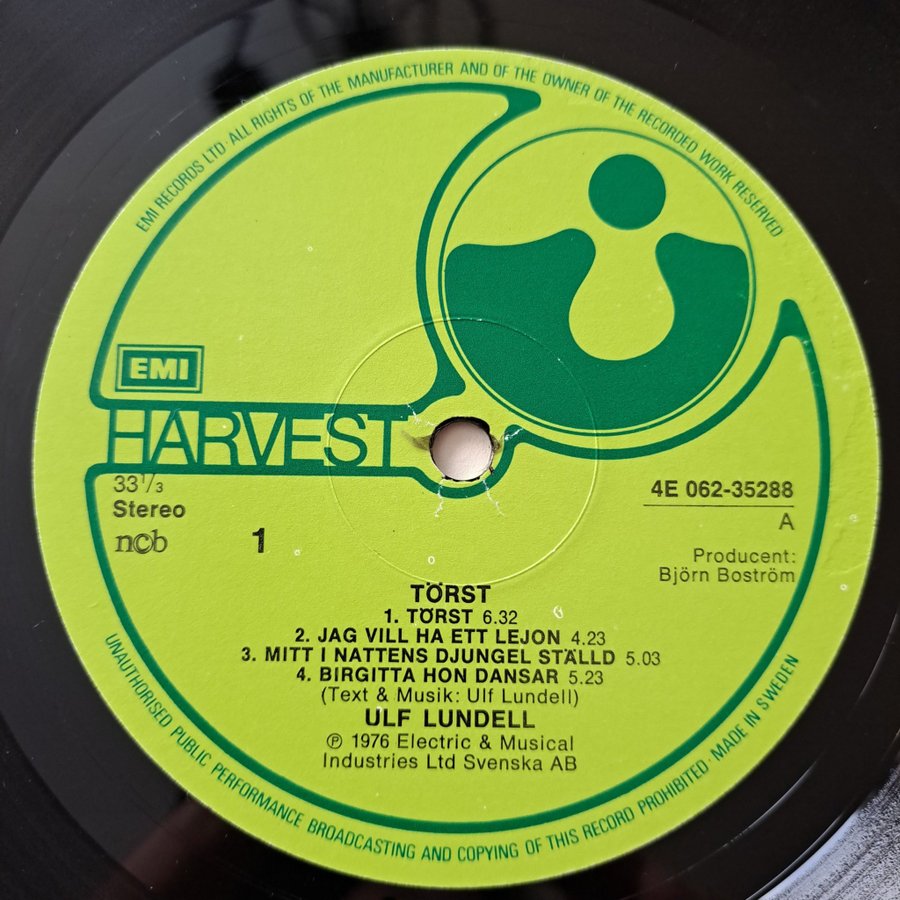 EMI RECORDS LTD · ALL RIGHTS OF THE MANUFACTURER AND OF THE OWNER OF THE RECORDED WORK RESERVED
EMI
HARVEST
33 1/3
Stereo
ncb
1
4E 062-35288
A
Producent:
Björn Boström
TÖRST
1. TÖRST 6.32
2. JAG VILL HA ETT LEJON 4.23
3. MITT I NATTENS DJUNGEL STÄLLD 5.03
4. BIRGITTA HON DANSAR 5.23
(Text & Musik: Ulf Lundell)
ULF LUNDELL
℗ 1976 Electric & Musical
Industries Ltd Svenska AB
UNAUTHORISED PUBLIC PERFORMANCE BROADCASTING AND COPYING OF THIS RECORD PROHIBITED · MADE IN SWEDEN